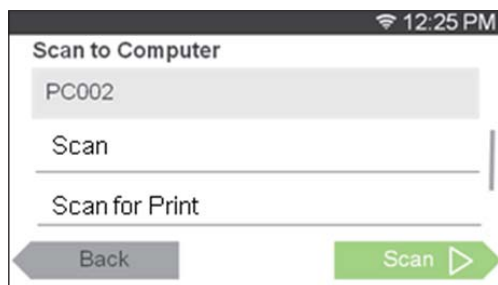 12:25 PM
Scan to Computer
PC002
Scan
Scan for Print
Back
Scan